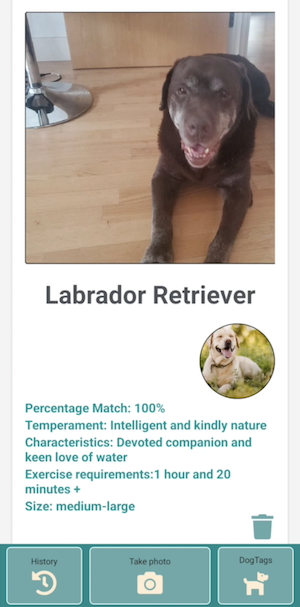 Labrador Retriever
Percentage Match: 100%
Temperament: Intelligent and kindly nature
Characteristics: Devoted companion and
keen love of water
Exercise requirements:1 hour and 20
minutes +
Size: medium-large
History
Take photo
DogTags